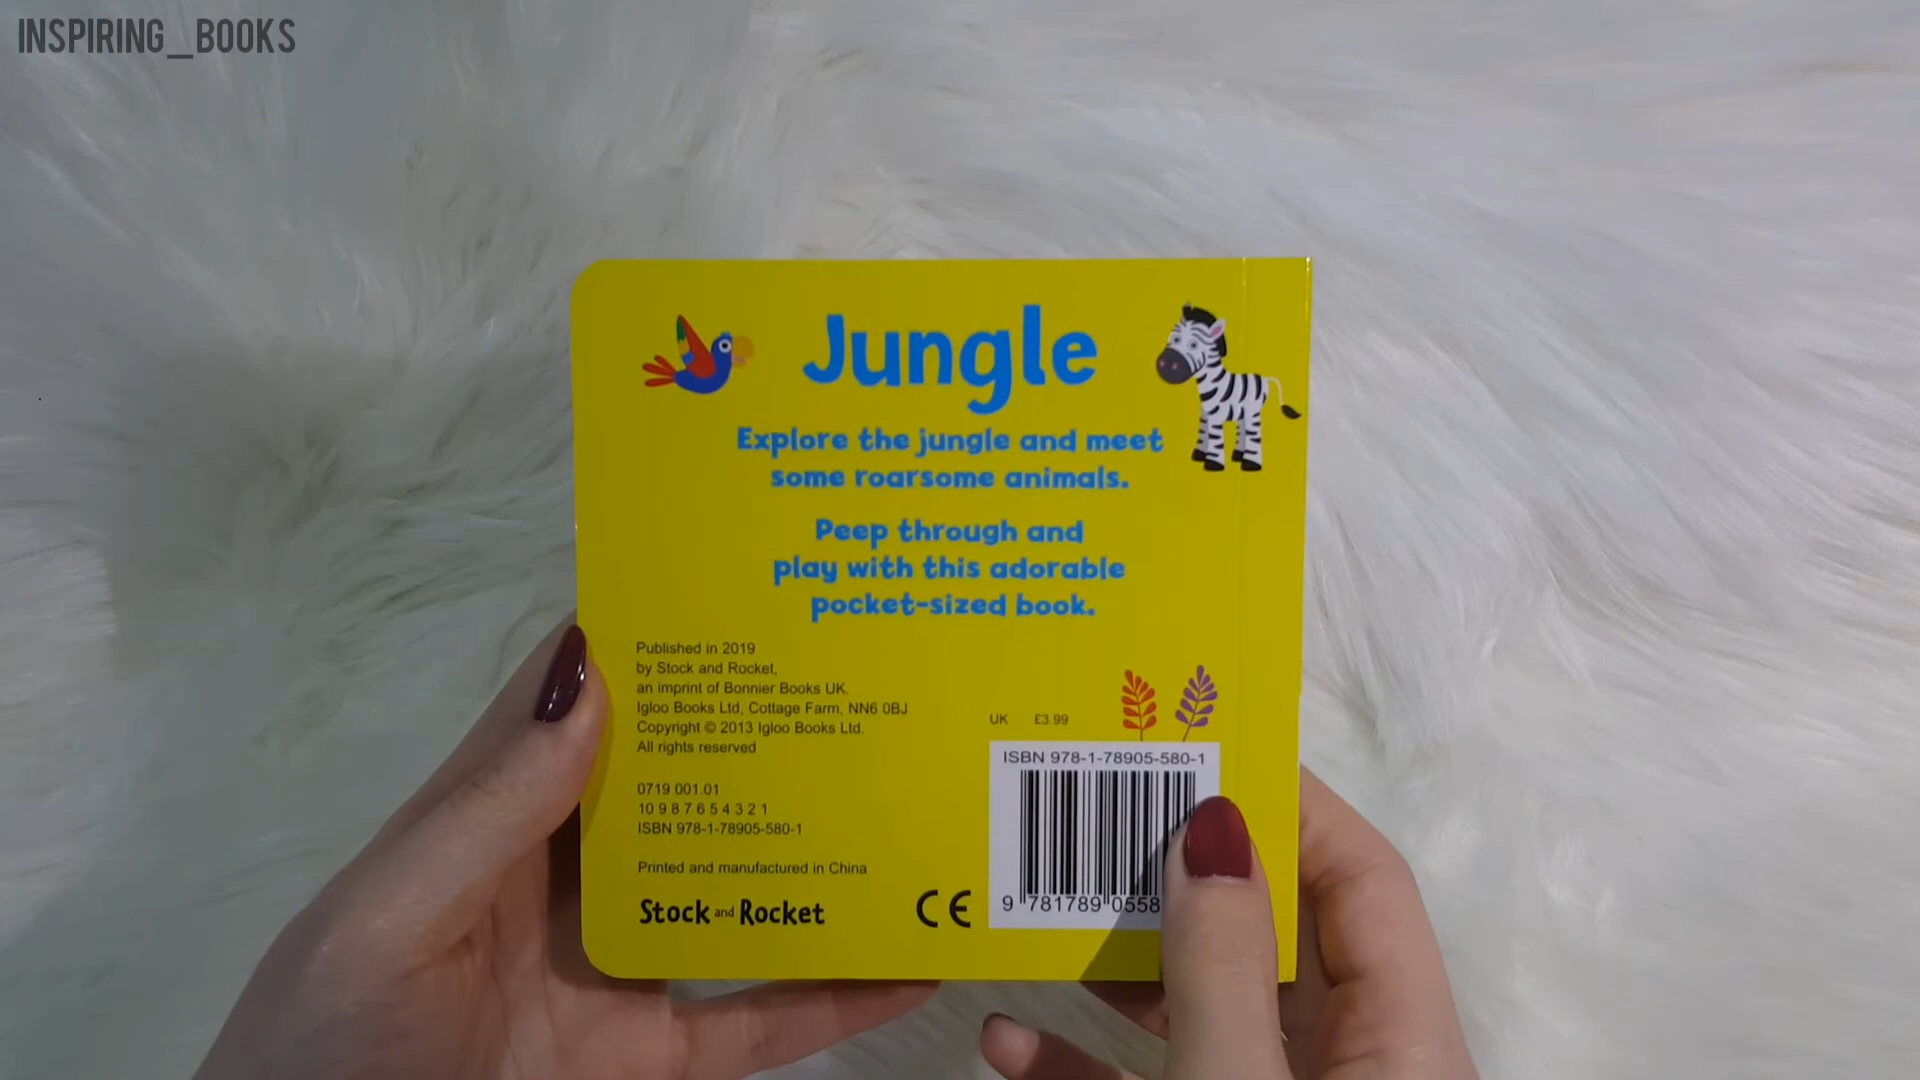 INSPIRING_BOOKS
Jungle
Explore the jungle and meet
some roarsome animals.
Peep through and
play with this adorable
pocket-sized book.
Published in 2019
by Stock and Rocket,
an imprint of Bonnier Books UK.
Igloo Books Ltd, Cottage Farm, NN6 0BJ
Copyright © 2013 Igloo Books Ltd.
All rights reserved
0719 001.01
10 9 8 7 6 5 4 3 2 1
ISBN 978-1-78905-580-1
Printed and manufactured in China
Stock and Rocket
CE
UK £3.99
ISBN 978-1-78905-580-1
9 781789 0558